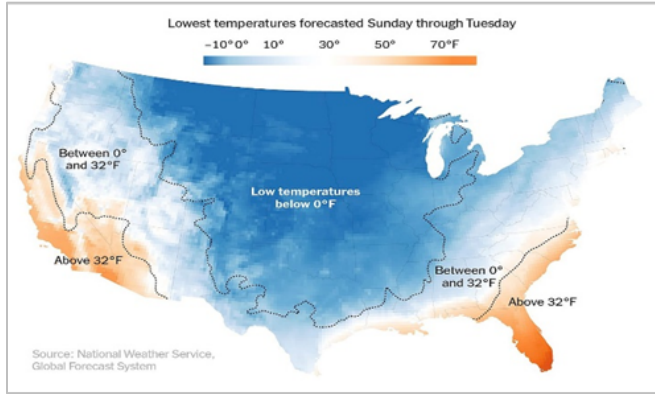 Lowest temperatures forecasted Sunday through Tuesday
−10° 0° 10° 30° 50° 70°F
Between 0°
and 32°F
Low temperatures
below 0°F
Above 32°F
Between 0°
and 32°F
Above 32°F
Source: National Weather Service,
Global Forecast System